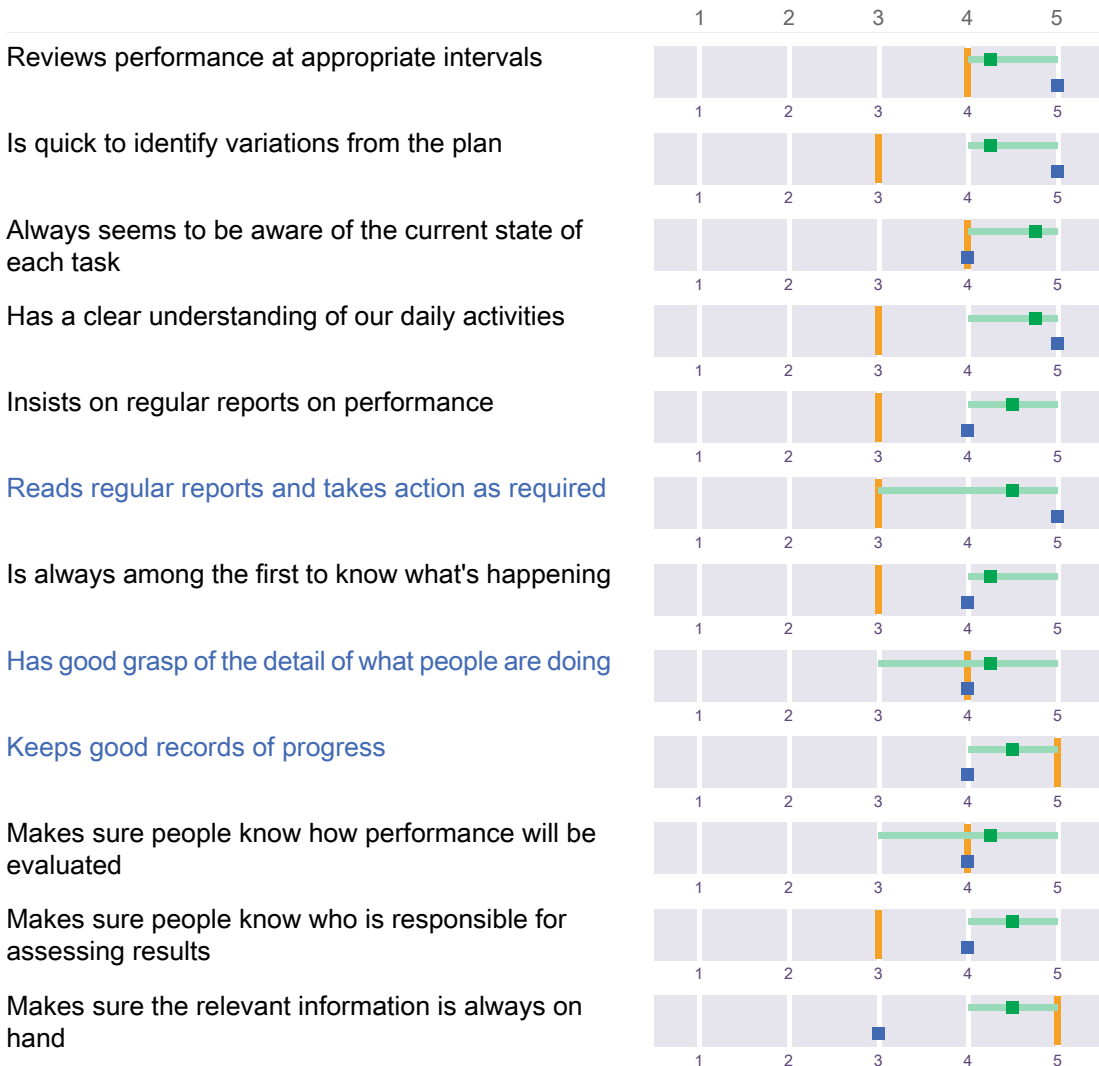 1 2 3 4 5
Reviews performance at appropriate intervals
1 2 3 4 5
Is quick to identify variations from the plan
1 2 3 4 5
Always seems to be aware of the current state of
each task
1 2 3 4 5
Has a clear understanding of our daily activities
1 2 3 4 5
Insists on regular reports on performance
1 2 3 4 5
Reads regular reports and takes action as required
1 2 3 4 5
Is always among the first to know what's happening
1 2 3 4 5
Has good grasp of the detail of what people are doing
1 2 3 4 5
Keeps good records of progress
1 2 3 4 5
Makes sure people know how performance will be
evaluated
1 2 3 4 5
Makes sure people know who is responsible for
assessing results
1 2 3 4 5
Makes sure the relevant information is always on
hand
1 2 3 4 5